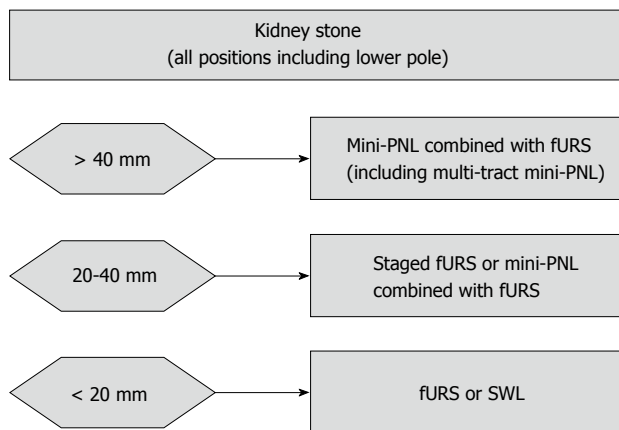 Kidney stone
(all positions including lower pole)
> 40 mm
Mini-PNL combined with fURS
(including multi-tract mini-PNL)
20-40 mm
Staged fURS or mini-PNL
combined with fURS
< 20 mm
fURS or SWL